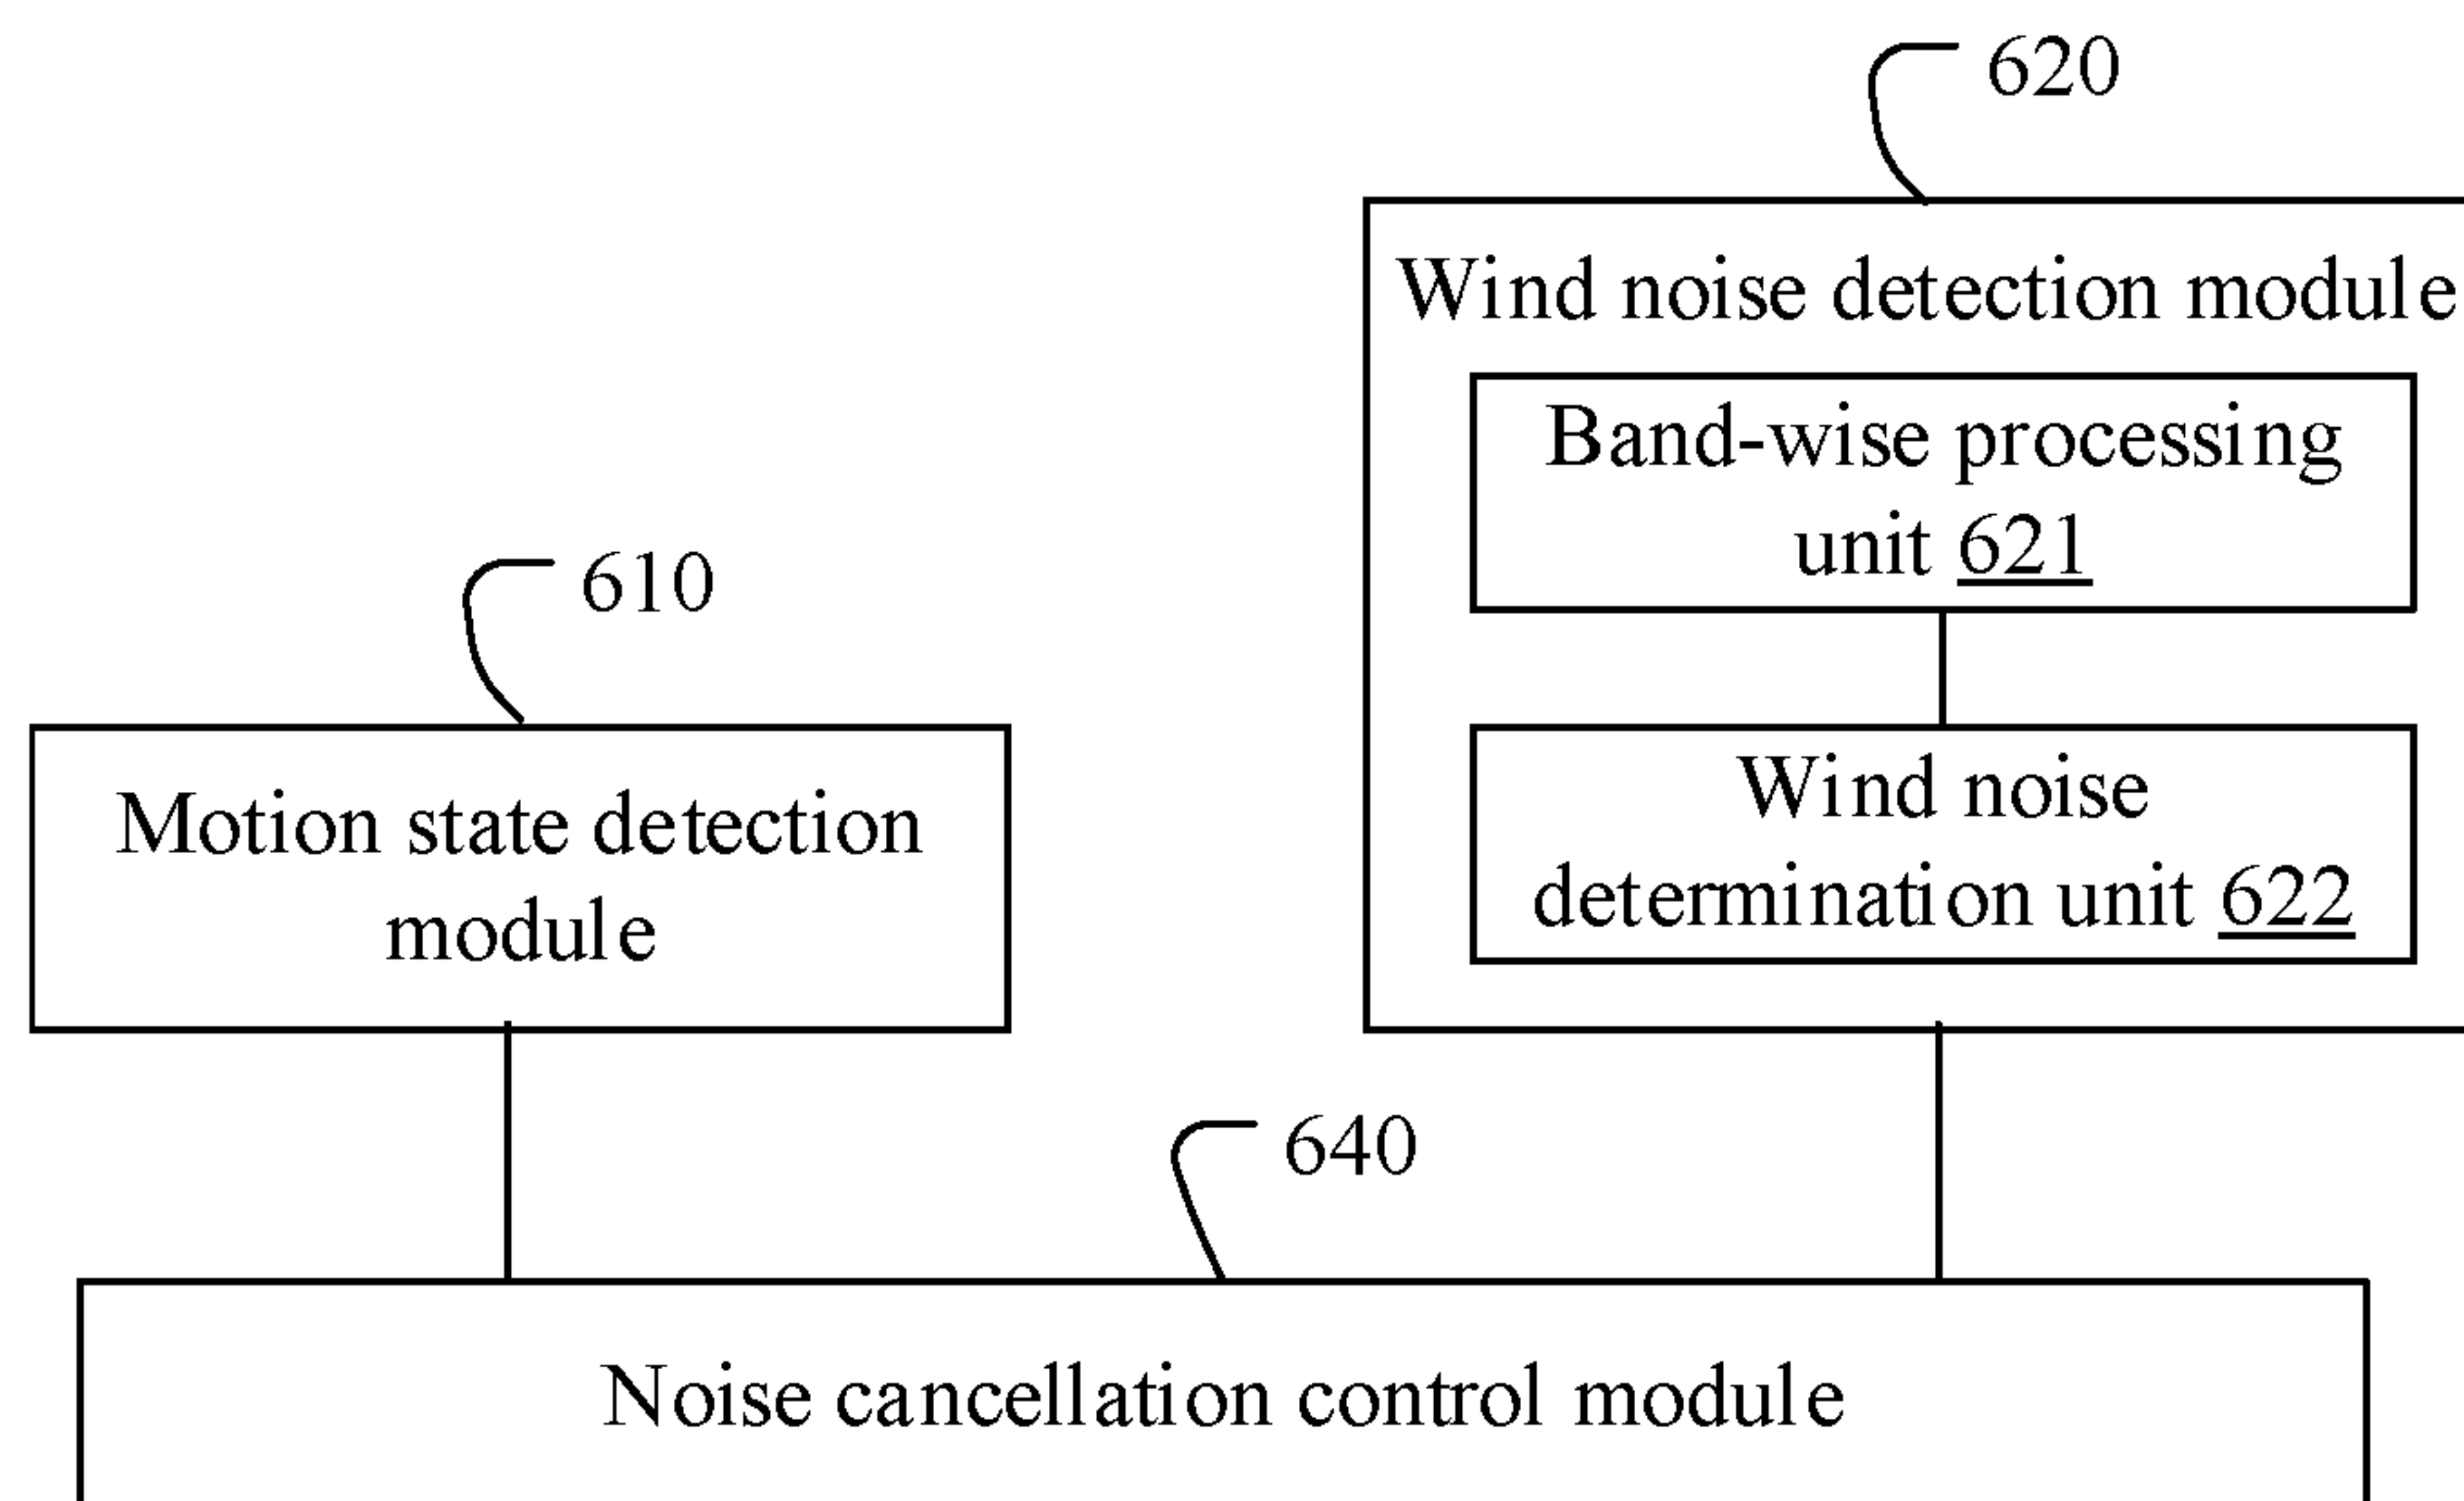 620
Wind noise detection module
Band-wise processing
unit 621
610
Wind noise
determination unit 622
Motion state detection
module
640
Noise cancellation control module